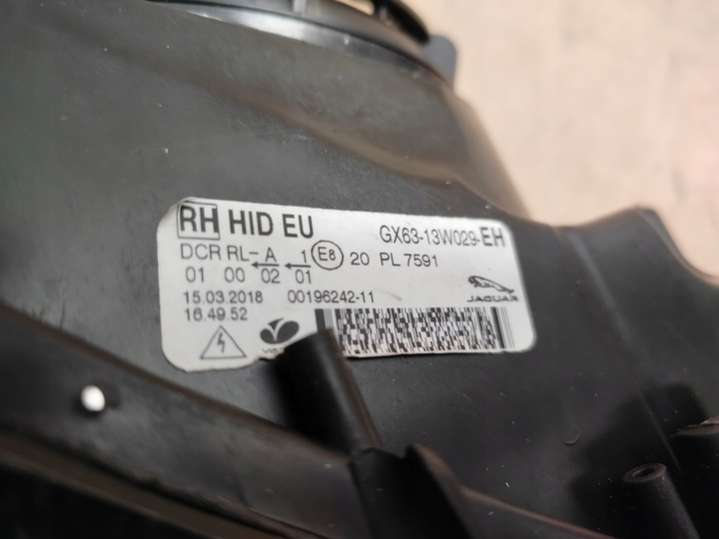 RH HID EU GX63-13W029-EH
DCR RL- A 1 E8 20 PL 7591
01 00 02 01
15.03.2018 00196242-11
16.49.52
JAGUAR